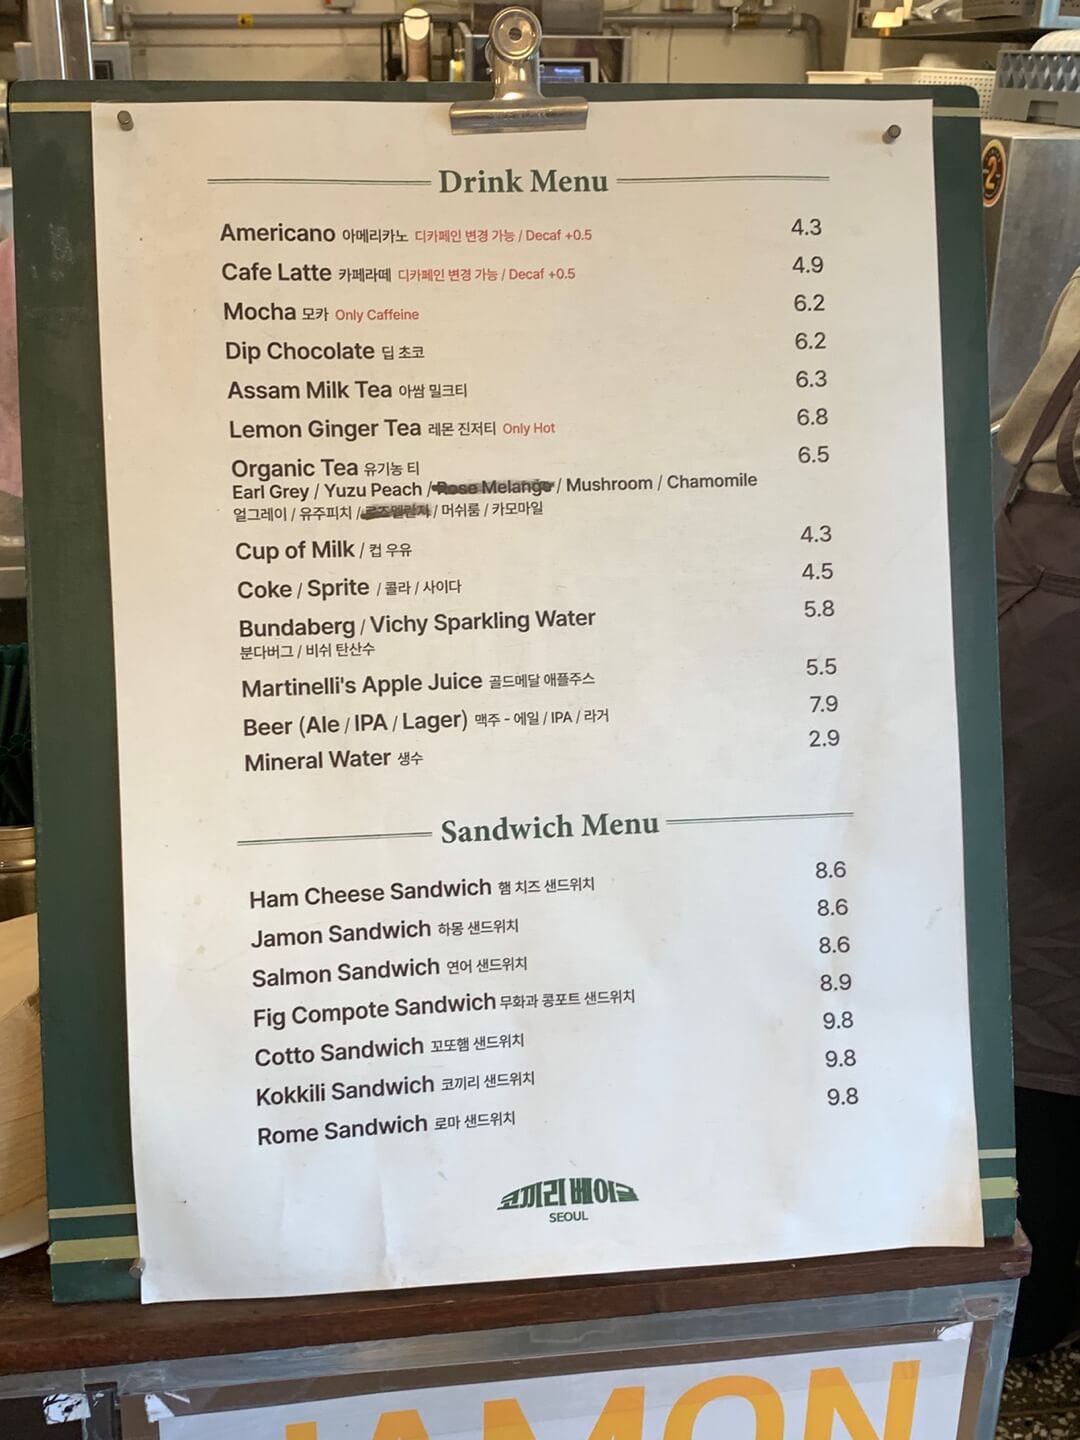 Drink Menu
Americano 아메리카노 디카페인 변경 가능 / Decaf +0.5 4.3
Cafe Latte 카페라떼 디카페인 변경 가능 / Decaf +0.5 4.9
Mocha 모카 Only Caffeine 6.2
Dip Chocolate 딥 초코 6.2
Assam Milk Tea 아쌈 밀크티 6.3
Lemon Ginger Tea 레몬 진저티 Only Hot 6.8
Organic Tea 유기농 티 6.5
Earl Grey / Yuzu Peach / Rose Melange / Mushroom / Chamomile
얼그레이 / 유주피치 / 로즈멜란지 / 머쉬룸 / 카모마일
Cup of Milk / 컵 우유 4.3
Coke / Sprite / 콜라 / 사이다 4.5
Bundaberg / Vichy Sparkling Water 5.8
분다버그 / 비쉬 탄산수
Martinelli's Apple Juice 골드메달 애플주스 5.5
Beer (Ale / IPA / Lager) 맥주 - 에일 / IPA / 라거 7.9
Mineral Water 생수 2.9
Sandwich Menu
Ham Cheese Sandwich 햄 치즈 샌드위치 8.6
Jamon Sandwich 하몽 샌드위치 8.6
Salmon Sandwich 연어 샌드위치 8.6
Fig Compote Sandwich 무화과 콩포트 샌드위치 8.9
Cotto Sandwich 꼬또햄 샌드위치 9.8
Kokkili Sandwich 코끼리 샌드위치 9.8
Rome Sandwich 로마 샌드위치 9.8
코끼리 베이글
SEOUL
JAMON
2